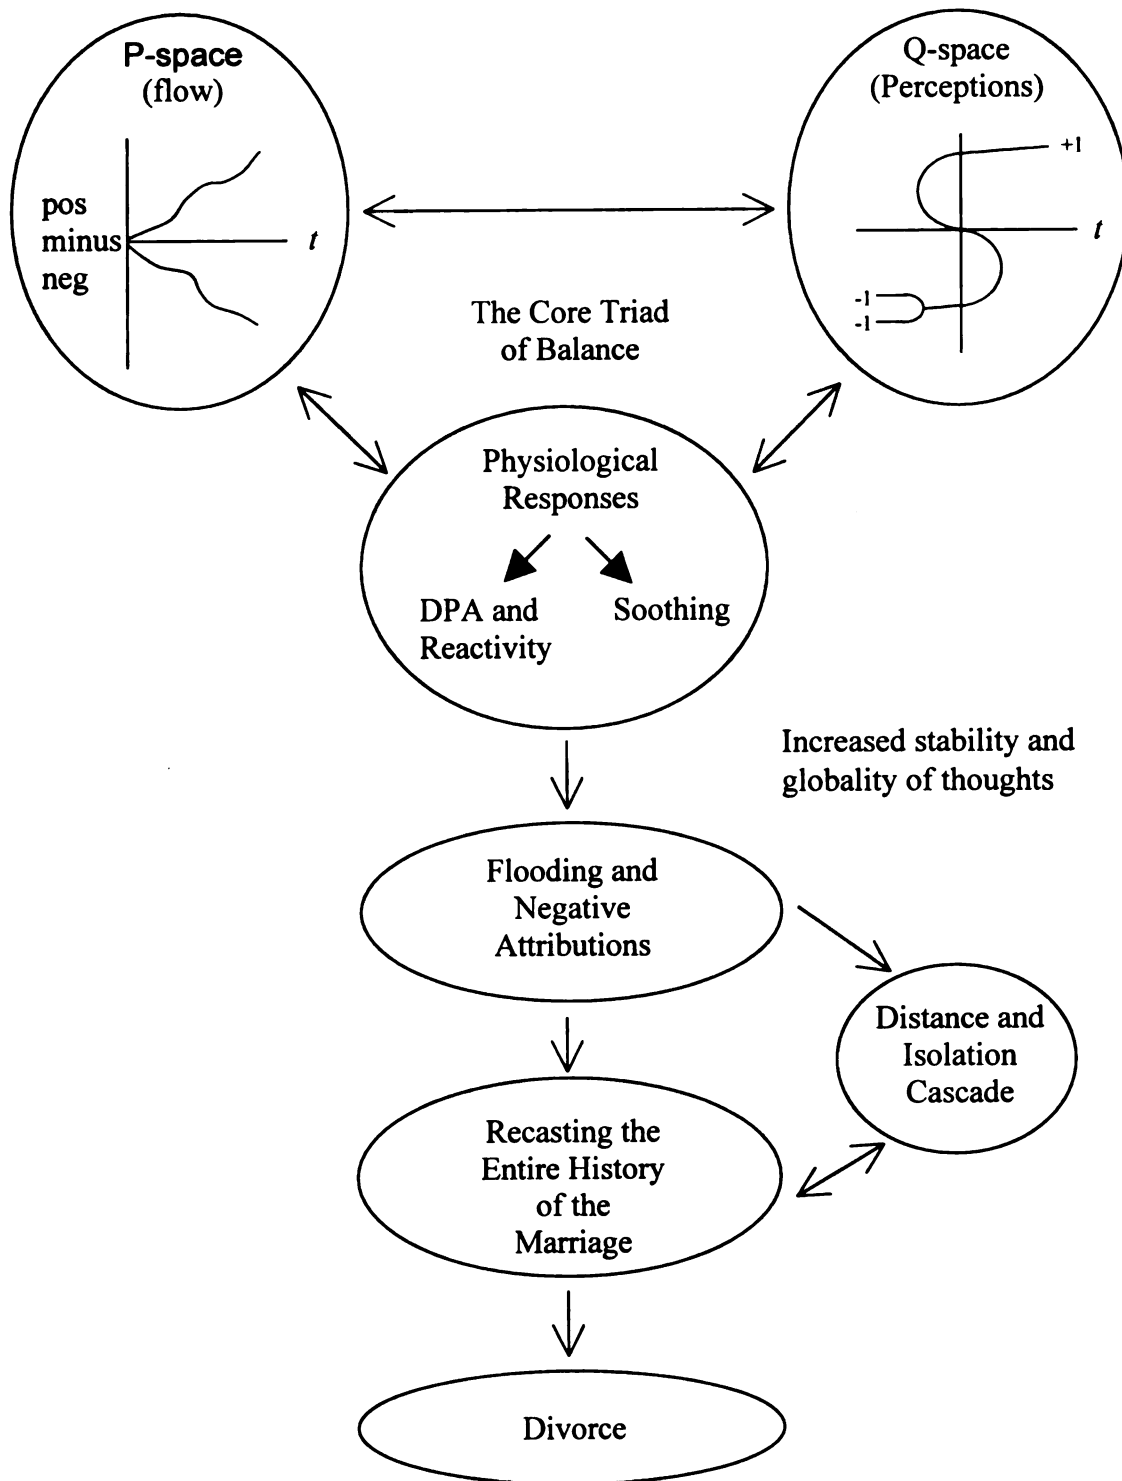 P-space
(flow)
pos
minus
neg
t
Q-space
(Perceptions)
+1
t
-1
-1
The Core Triad
of Balance
Physiological
Responses
DPA and
Reactivity
Soothing
Increased stability and
globality of thoughts
Flooding and
Negative
Attributions
Distance and
Isolation
Cascade
Recasting the
Entire History
of the
Marriage
Divorce